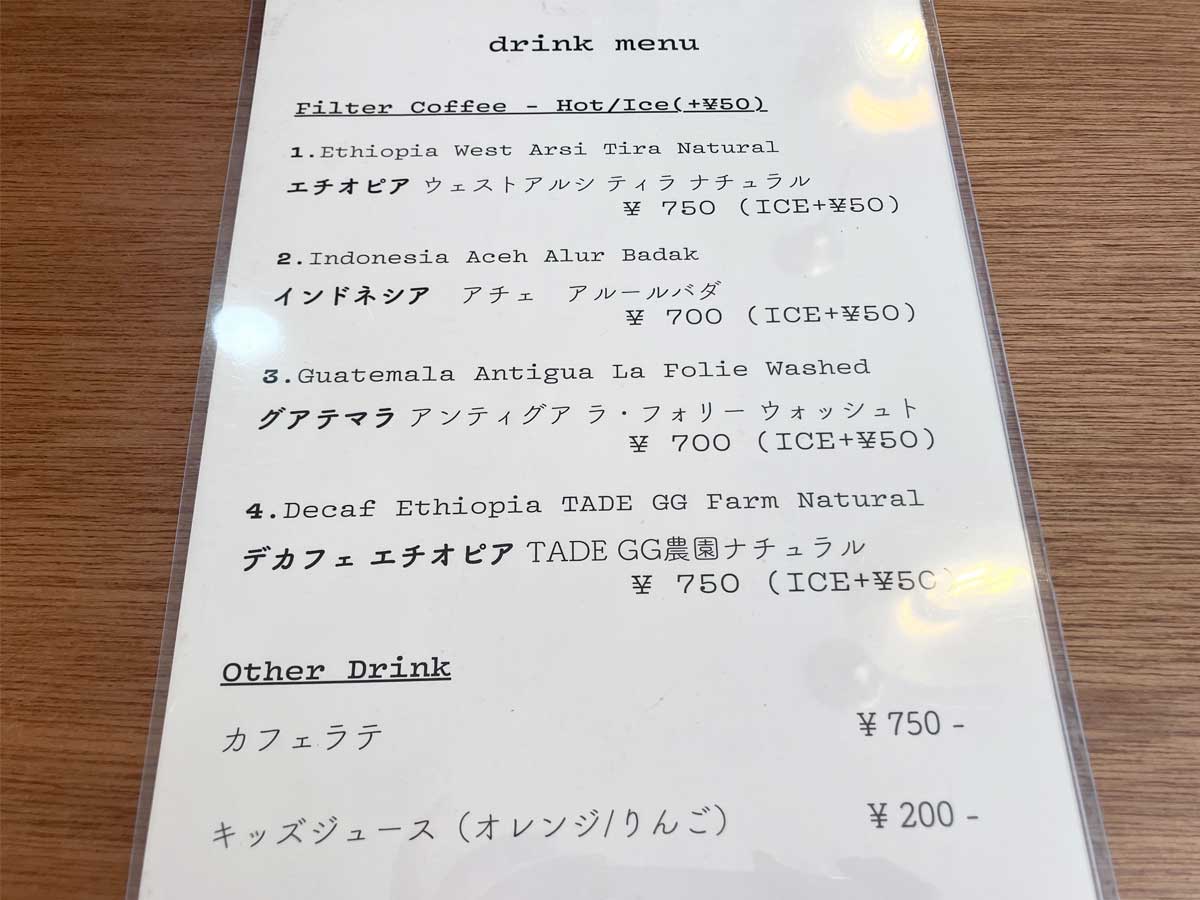 drink menu
Filter Coffee - Hot/Ice(+¥50)
1.Ethiopia West Arsi Tira Natural
エチオピア ウェストアルシ ティラ ナチュラル
¥ 750 (ICE+¥50)
2.Indonesia Aceh Alur Badak
インドネシア アチェ アルールバダ
¥ 700 (ICE+¥50)
3.Guatemala Antigua La Folie Washed
グアテマラ アンティグア ラ・フォリー ウォッシュト
¥ 700 (ICE+¥50)
4.Decaf Ethiopia TADE GG Farm Natural
デカフェ エチオピア TADE GG農園ナチュラル
¥ 750 (ICE+¥50)
Other Drink
カフェラテ ¥ 750 -
キッズジュース（オレンジ/りんご） ¥ 200 -